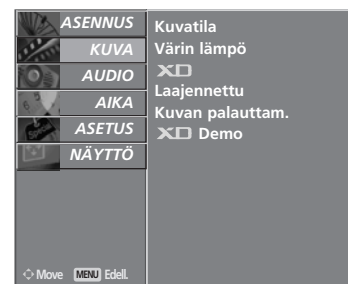 ASENNUS
KUVA
AUDIO
AIKA
ASETUS
NÄYTTÖ
Move MENU Edell.
Kuvatila
Värin lämpö
XD
Laajennettu
Kuvan palauttam.
XD Demo